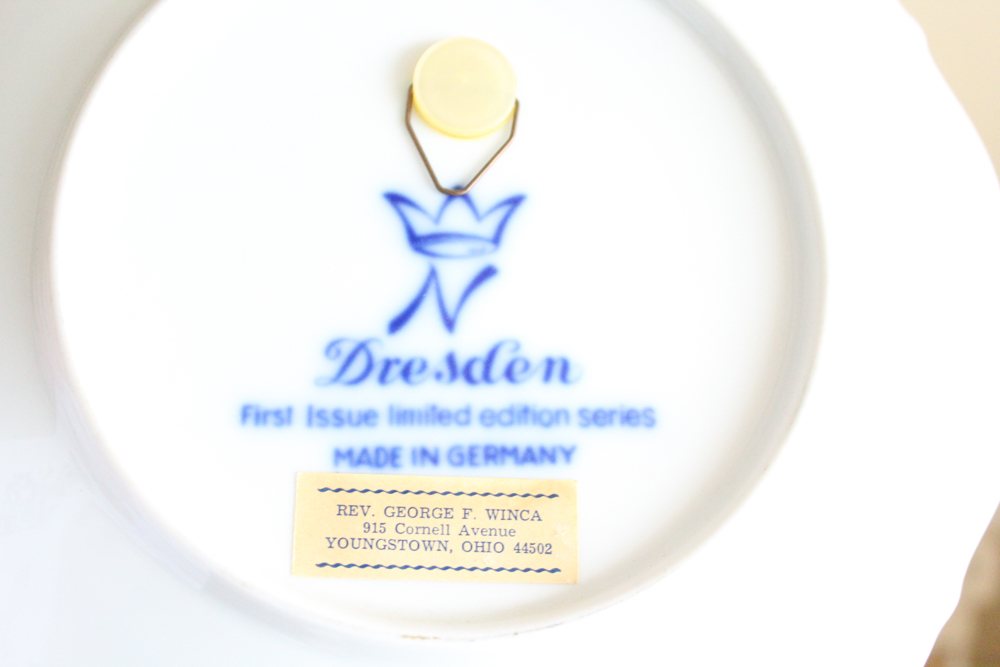 N
Dresden
First Issue limited edition series
MADE IN GERMANY
REV. GEORGE F. WINCA
915 Cornell Avenue
YOUNGSTOWN, OHIO 44502